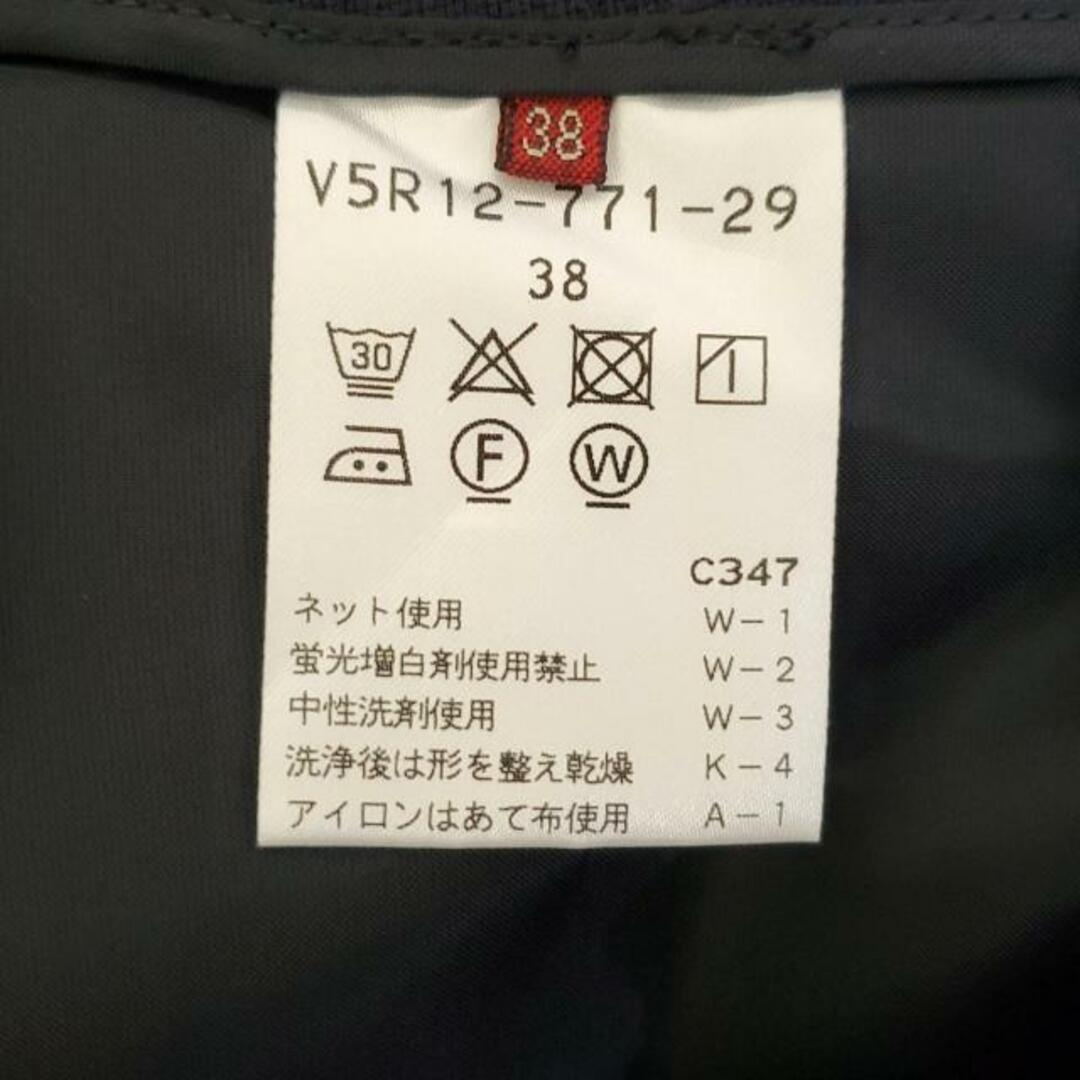 38
V5R12-771-29
38
30
F W
C347
ネット使用 W-1
蛍光増白剤使用禁止 W-2
中性洗剤使用 W-3
洗浄後は形を整え乾燥 K-4
アイロンはあて布使用 A-1